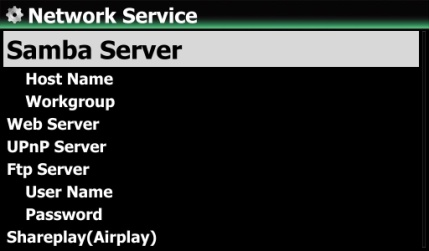 Network Service
Samba Server
Host Name
Workgroup
Web Server
UPnP Server
Ftp Server
User Name
Password
Shareplay(Airplay)